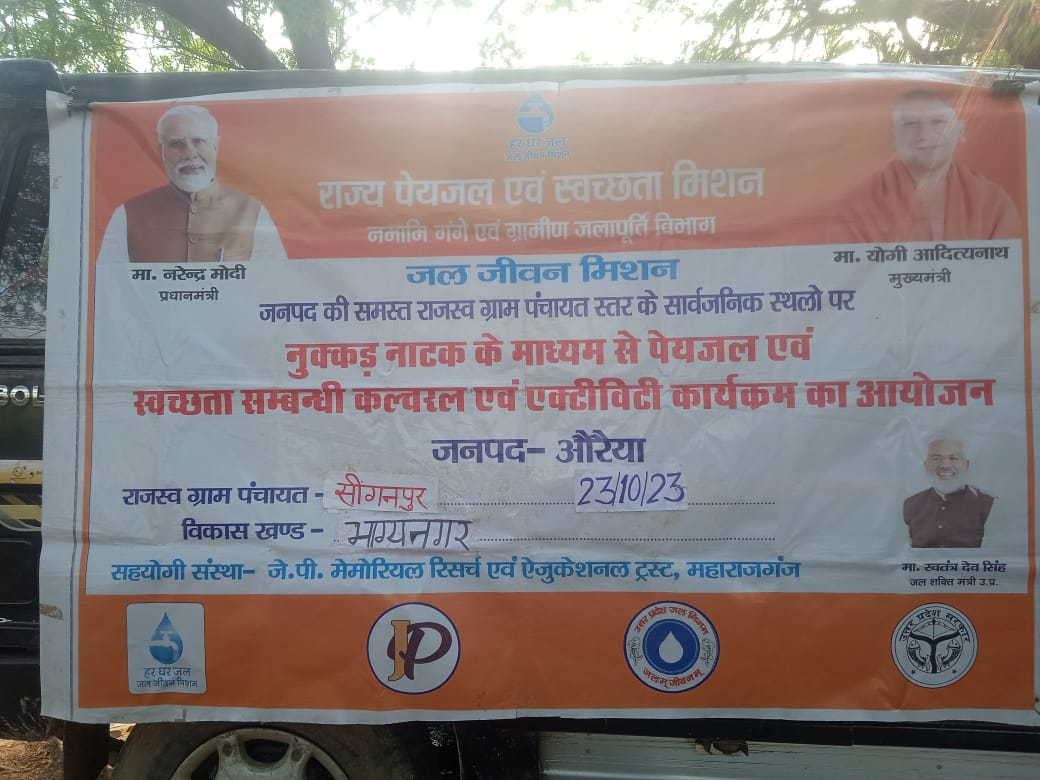 हर घर जल
जल जीवन मिशन
राज्य पेयजल एवं स्वच्छता मिशन
नमामि गंगे एवं ग्रामीण जलापूर्ति विभाग
मा. नरेन्द्र मोदी
प्रधानमंत्री
मा. योगी आदित्यनाथ
मुख्यमंत्री
जल जीवन मिशन
जनपद की समस्त राजस्व ग्राम पंचायत स्तर के सार्वजनिक स्थलो पर
नुक्कड़ नाटक के माध्यम से पेयजल एवं
स्वच्छता सम्बन्धी कल्चरल एवं एक्टीविटी कार्यक्रम का आयोजन
जनपद- औरैया
राजस्व ग्राम पंचायत - सींगनपुर 23/10/23
विकास खण्ड - भाग्यनगर
सहयोगी संस्था- जे.पी. मेमोरियल रिसर्च एवं ऐजुकेशनल ट्रस्ट, महाराजगंज
मा. स्वतंत्र देव सिंह
जल शक्ति मंत्री उ.प्र.
हर घर जल
जल जीवन मिशन
JP
उत्तर प्रदेश जल निगम
जलम् जीवनम्
उत्तर प्रदेश सरकार
BOL